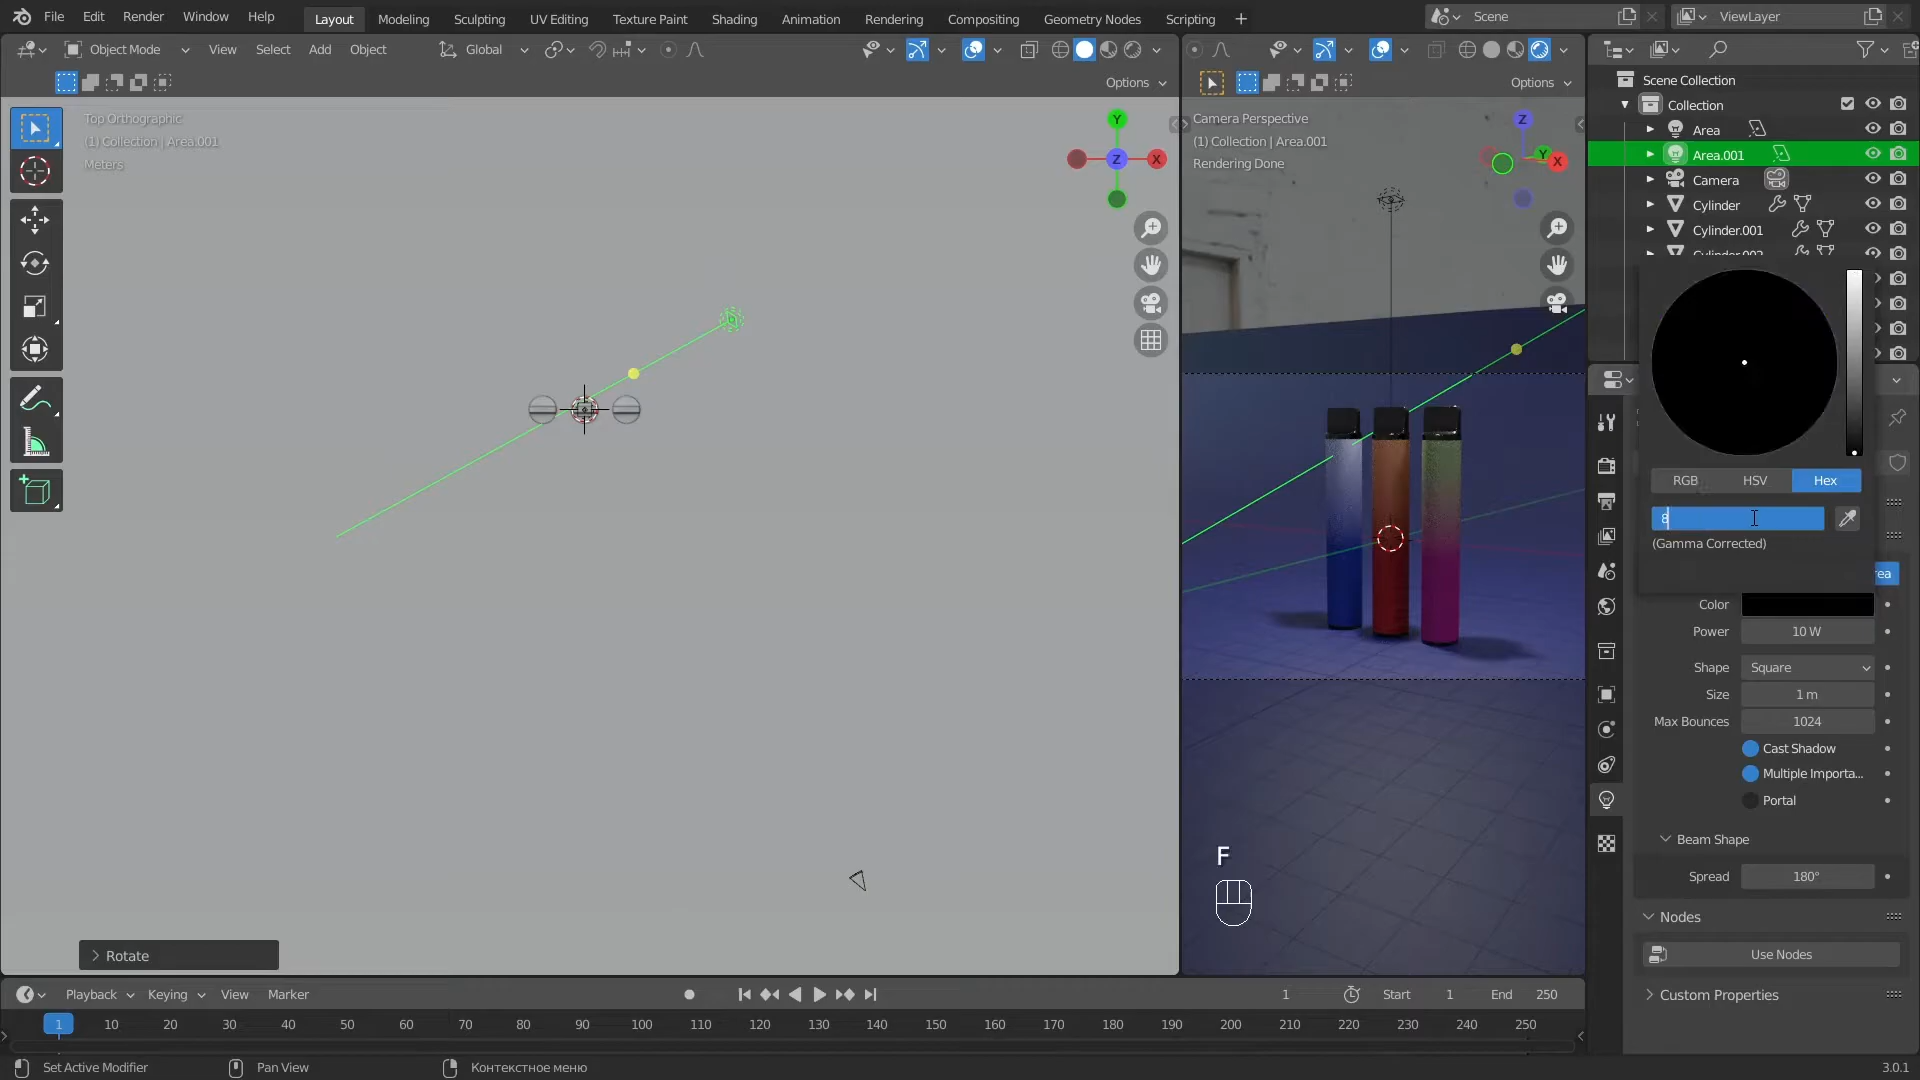 File Edit Render Window Help Layout Modeling Sculpting UV Editing Texture Paint Shading Animation Rendering Compositing Geometry Nodes Scripting + Scene ViewLayer
Object Mode View Select Add Object Global
Options Options
Scene Collection
Collection
Area
Area.001
Camera
Cylinder
Cylinder.001
Top Orthographic
(1) Collection | Area.001
Meters
Y
Z
X
Camera Perspective
(1) Collection | Area.001
Rendering Done
Z
Y
X
RGB HSV Hex
8
(Gamma Corrected)
Color
Power 10 W
Shape Square
Size 1 m
Max Bounces 1024
Cast Shadow
Multiple Importa...
Portal
Beam Shape
Spread 180°
Nodes
Use Nodes
Custom Properties
F
Rotate
Playback Keying View Marker 1 Start 1 End 250
1 10 20 30 40 50 60 70 80 90 100 110 120 130 140 150 160 170 180 190 200 210 220 230 240 250
Set Active Modifier Pan View Контекстное меню 3.0.1